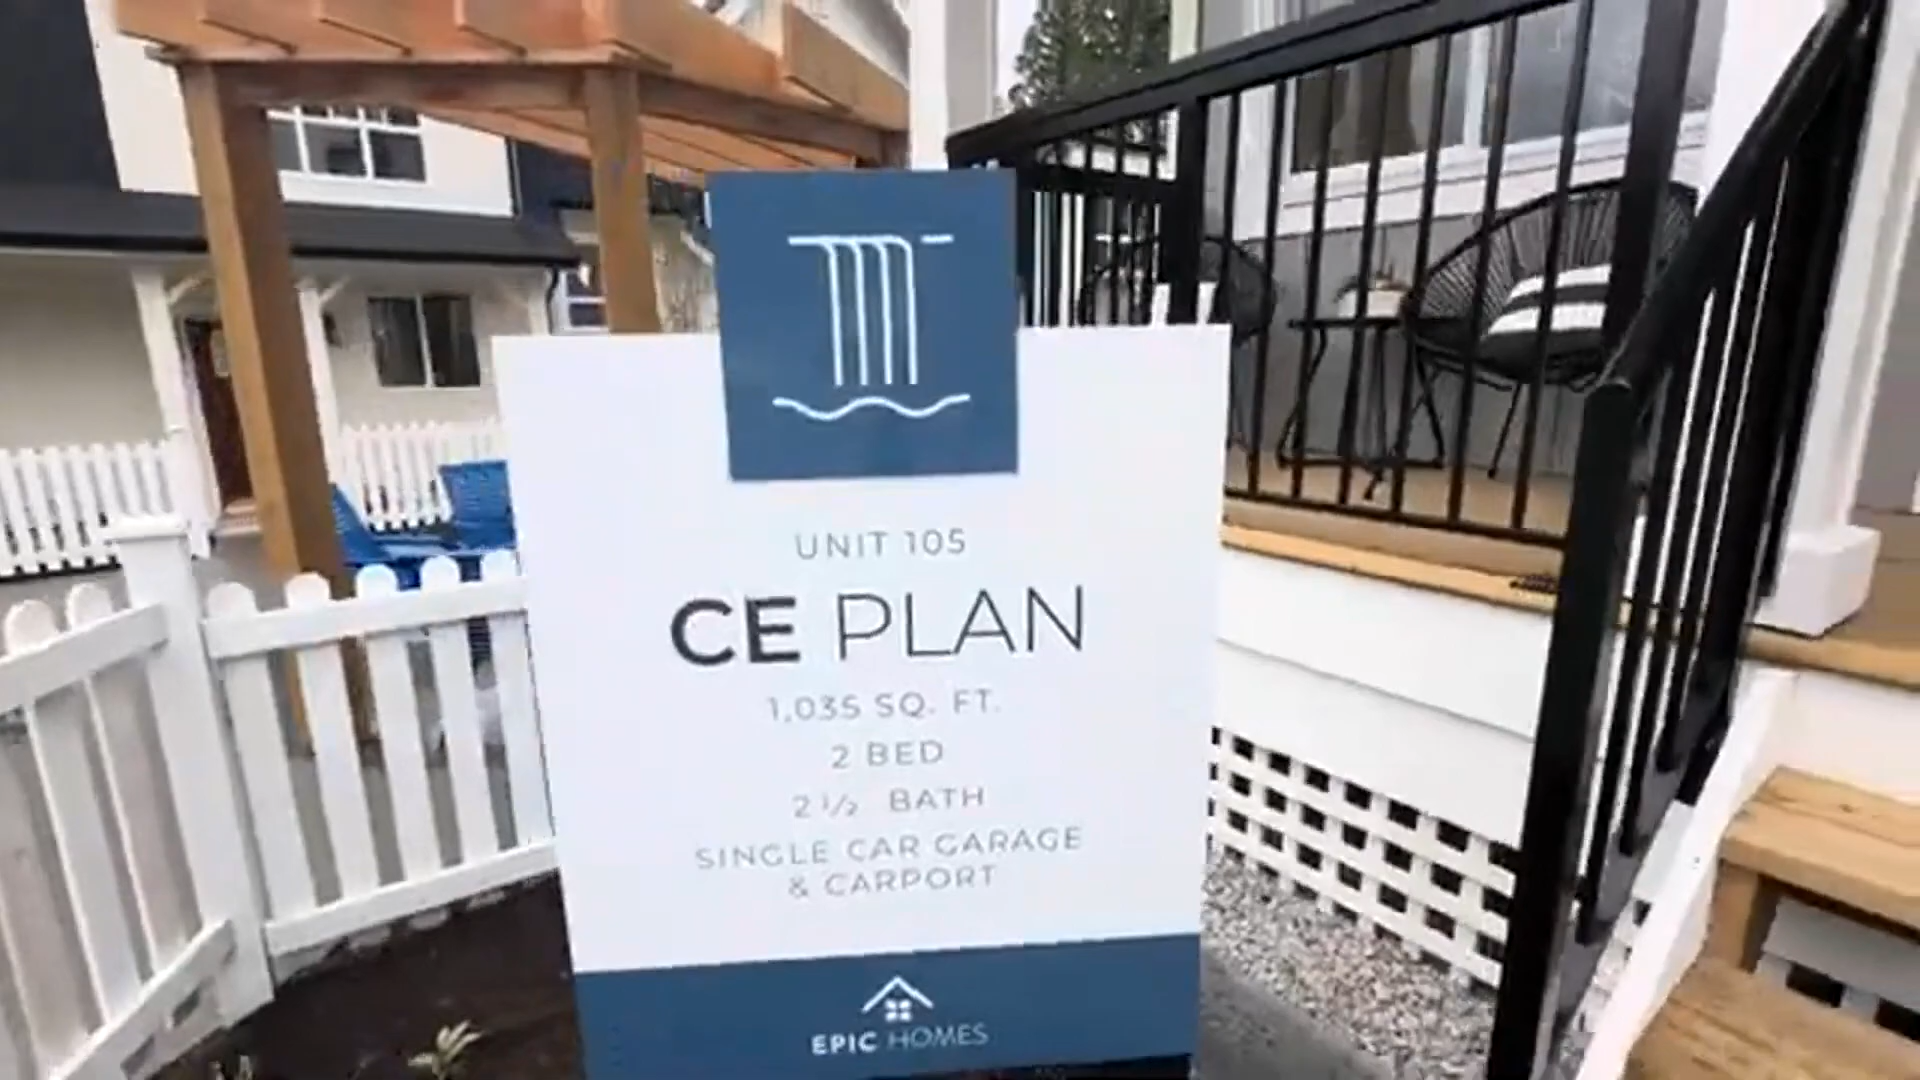 UNIT 105
CE PLAN
1,035 SQ. FT.
2 BED
2 1/2 BATH
SINGLE CAR GARAGE
& CARPORT
EPIC HOMES